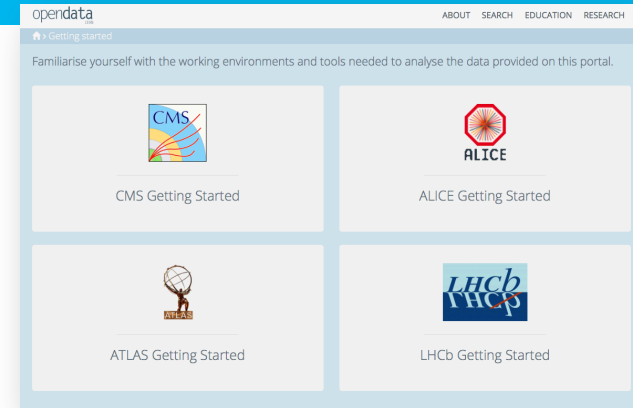 opendata
CERN
ABOUT SEARCH EDUCATION RESEARCH
> Getting started
Familiarise yourself with the working environments and tools needed to analyse the data provided on this portal.
CMS
CMS Getting Started
ALICE
ALICE Getting Started
ATLAS
ATLAS Getting Started
LHCb
LHCb Getting Started